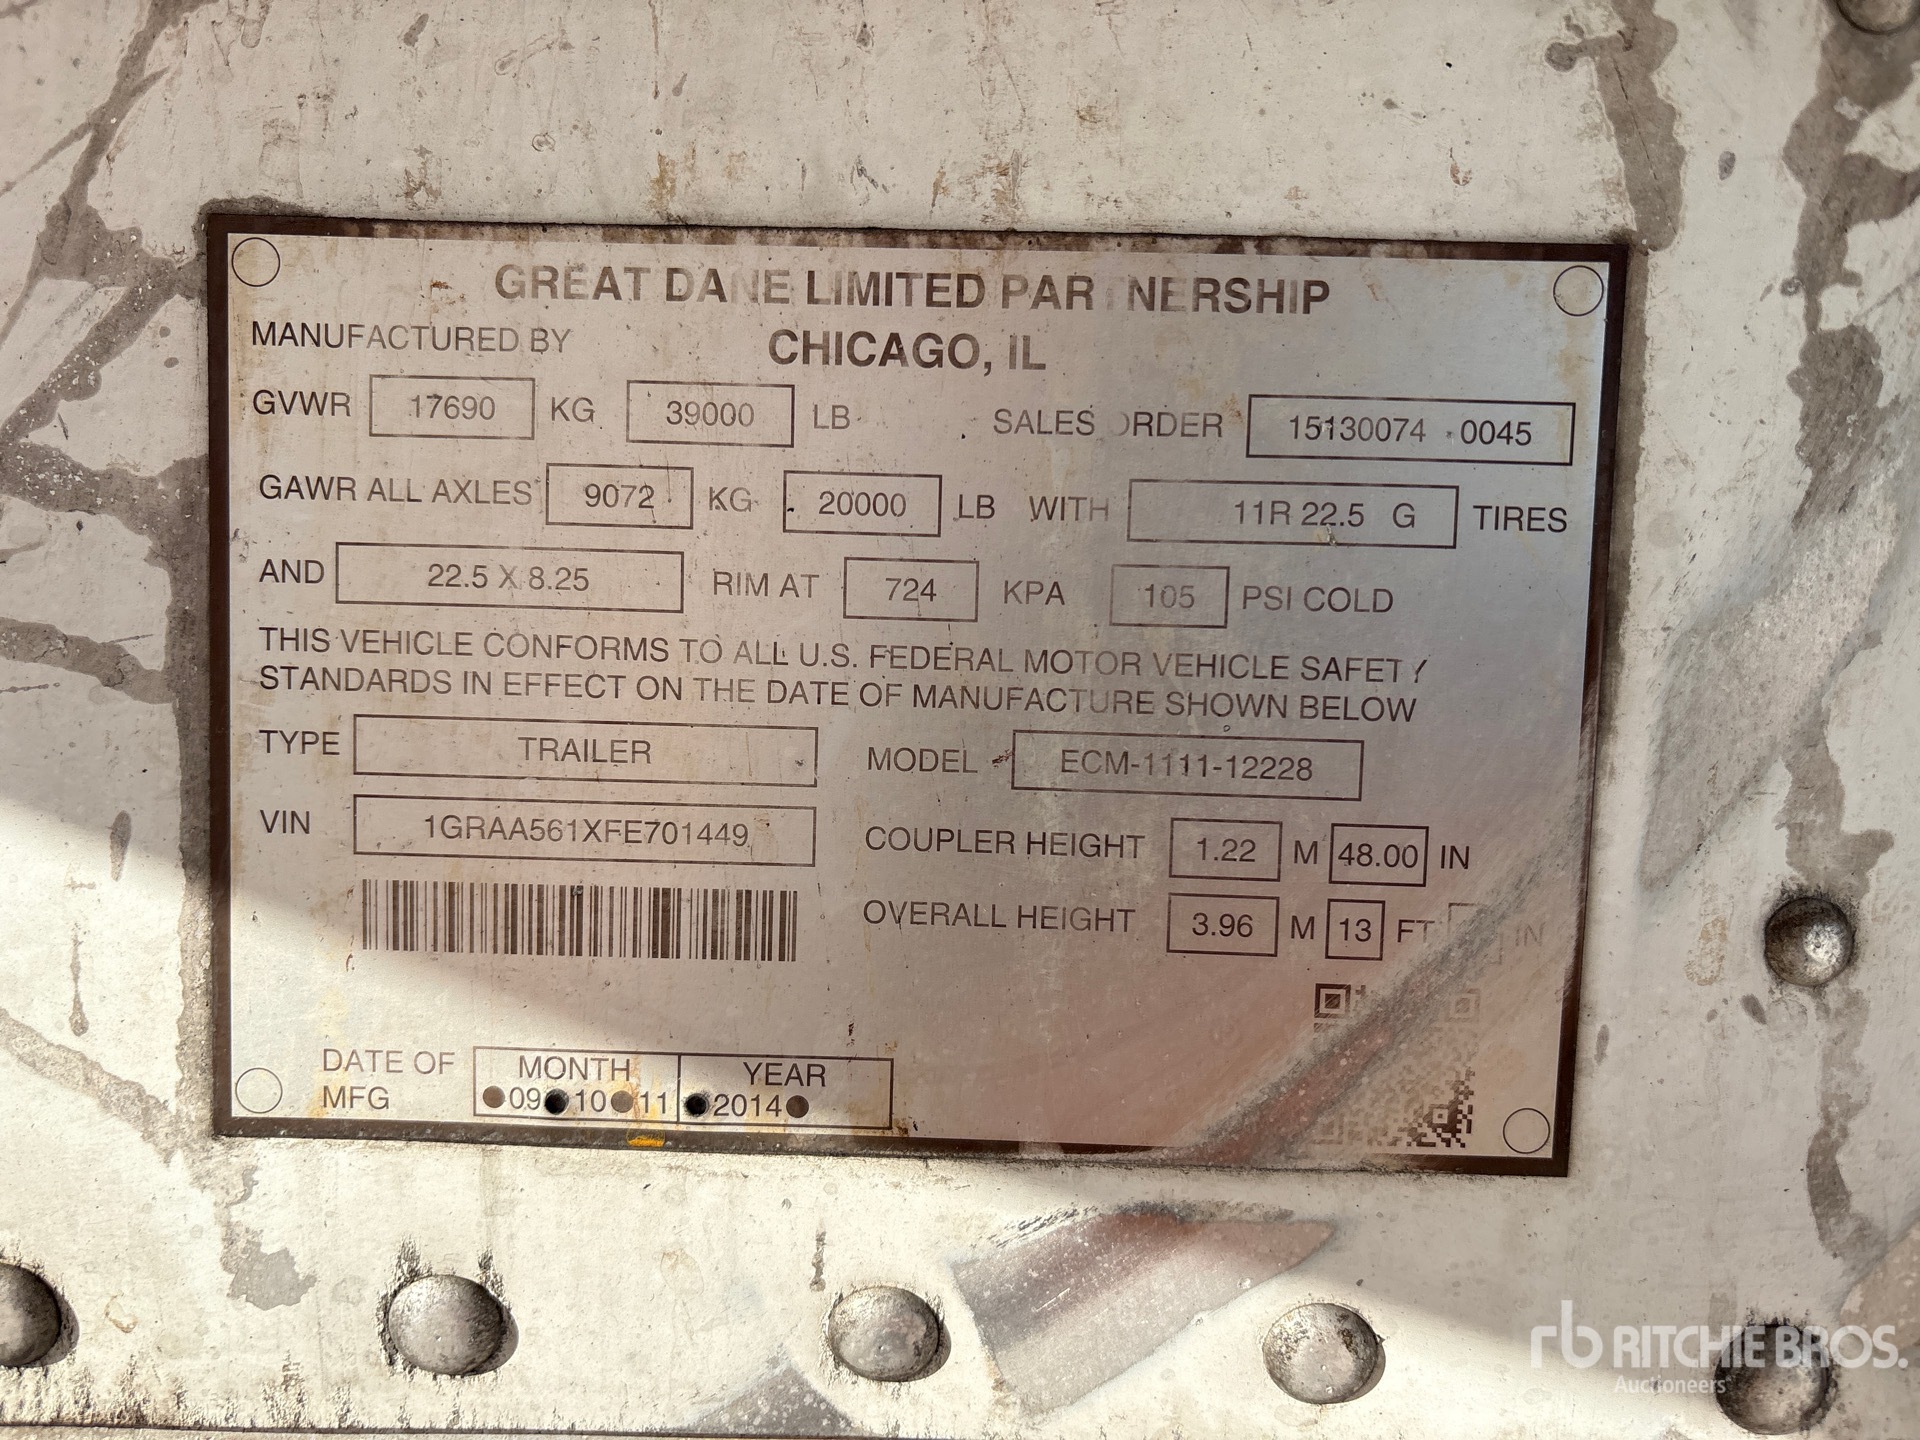 GREAT DANE LIMITED PARTNERSHIP
MANUFACTURED BY CHICAGO, IL
GVWR 17690 KG 39000 LB SALES ORDER 15130074 0045
GAWR ALL AXLES 9072 KG 20000 LB WITH 11R 22.5 G TIRES
AND 22.5 X 8.25 RIM AT 724 KPA 105 PSI COLD
THIS VEHICLE CONFORMS TO ALL U.S. FEDERAL MOTOR VEHICLE SAFETY
STANDARDS IN EFFECT ON THE DATE OF MANUFACTURE SHOWN BELOW
TYPE TRAILER MODEL ECM-1111-12228
VIN 1GRAA561XFE701449 COUPLER HEIGHT 1.22 M 48.00 IN
OVERALL HEIGHT 3.96 M 13 FT IN
DATE OF MONTH YEAR
MFG 09 10 11 2014
rb RITCHIE BROS.
Auctioneers